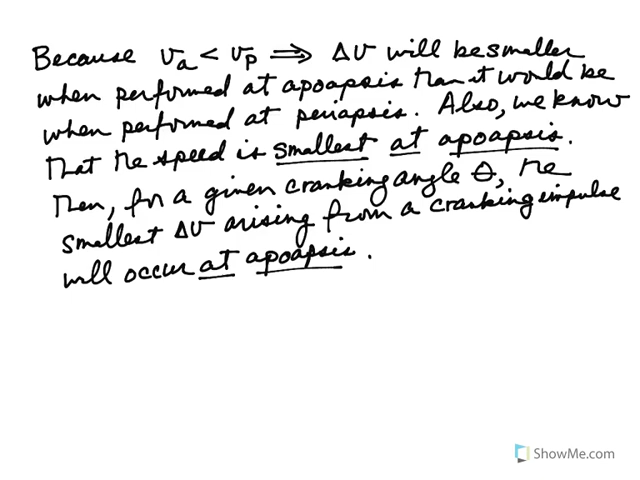 Because v_a < v_p ⟹ Δv will be smaller
when performed at apoapsis than it would be
when performed at periapsis. Also, we know
that the speed is smallest at apoapsis.
Then, for a given cranking angle θ, the
smallest Δv arising from a cranking impulse
will occur at apoapsis.
ShowMe.com